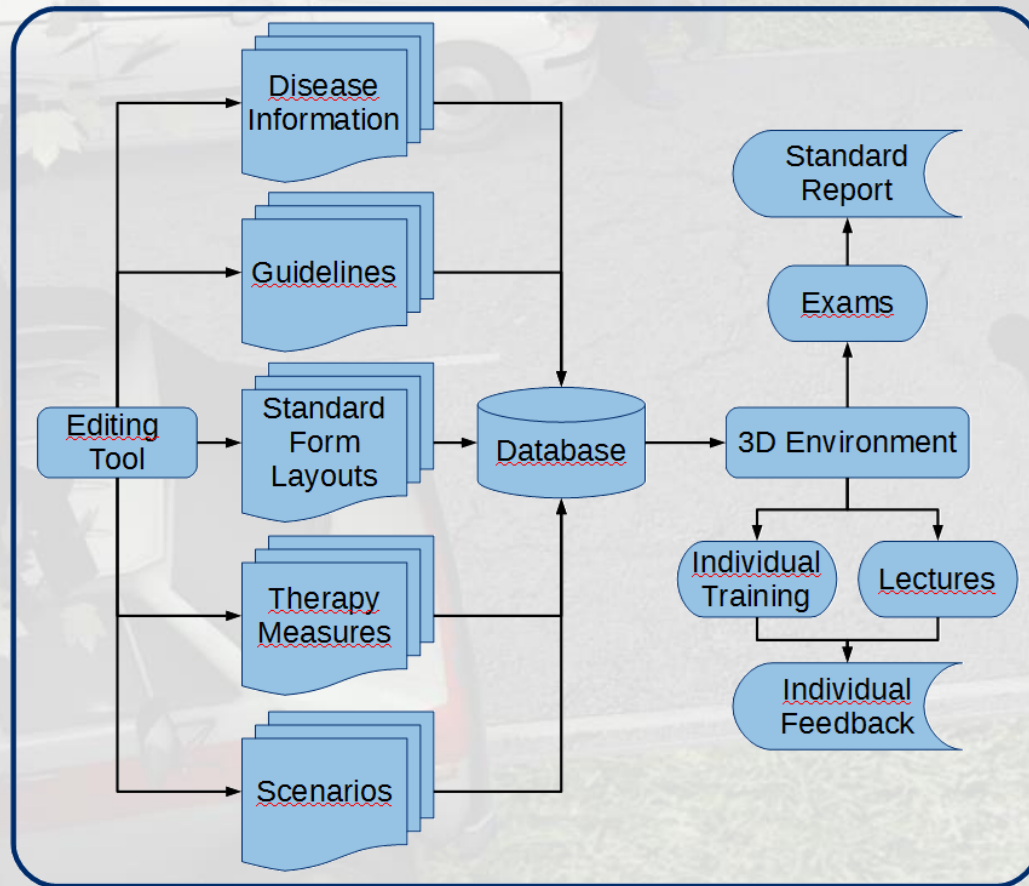 Disease
Information
Guidelines
Editing
Tool
Standard
Form
Layouts
Therapy
Measures
Scenarios
Database
Standard
Report
Exams
3D Environment
Individual
Training
Lectures
Individual
Feedback